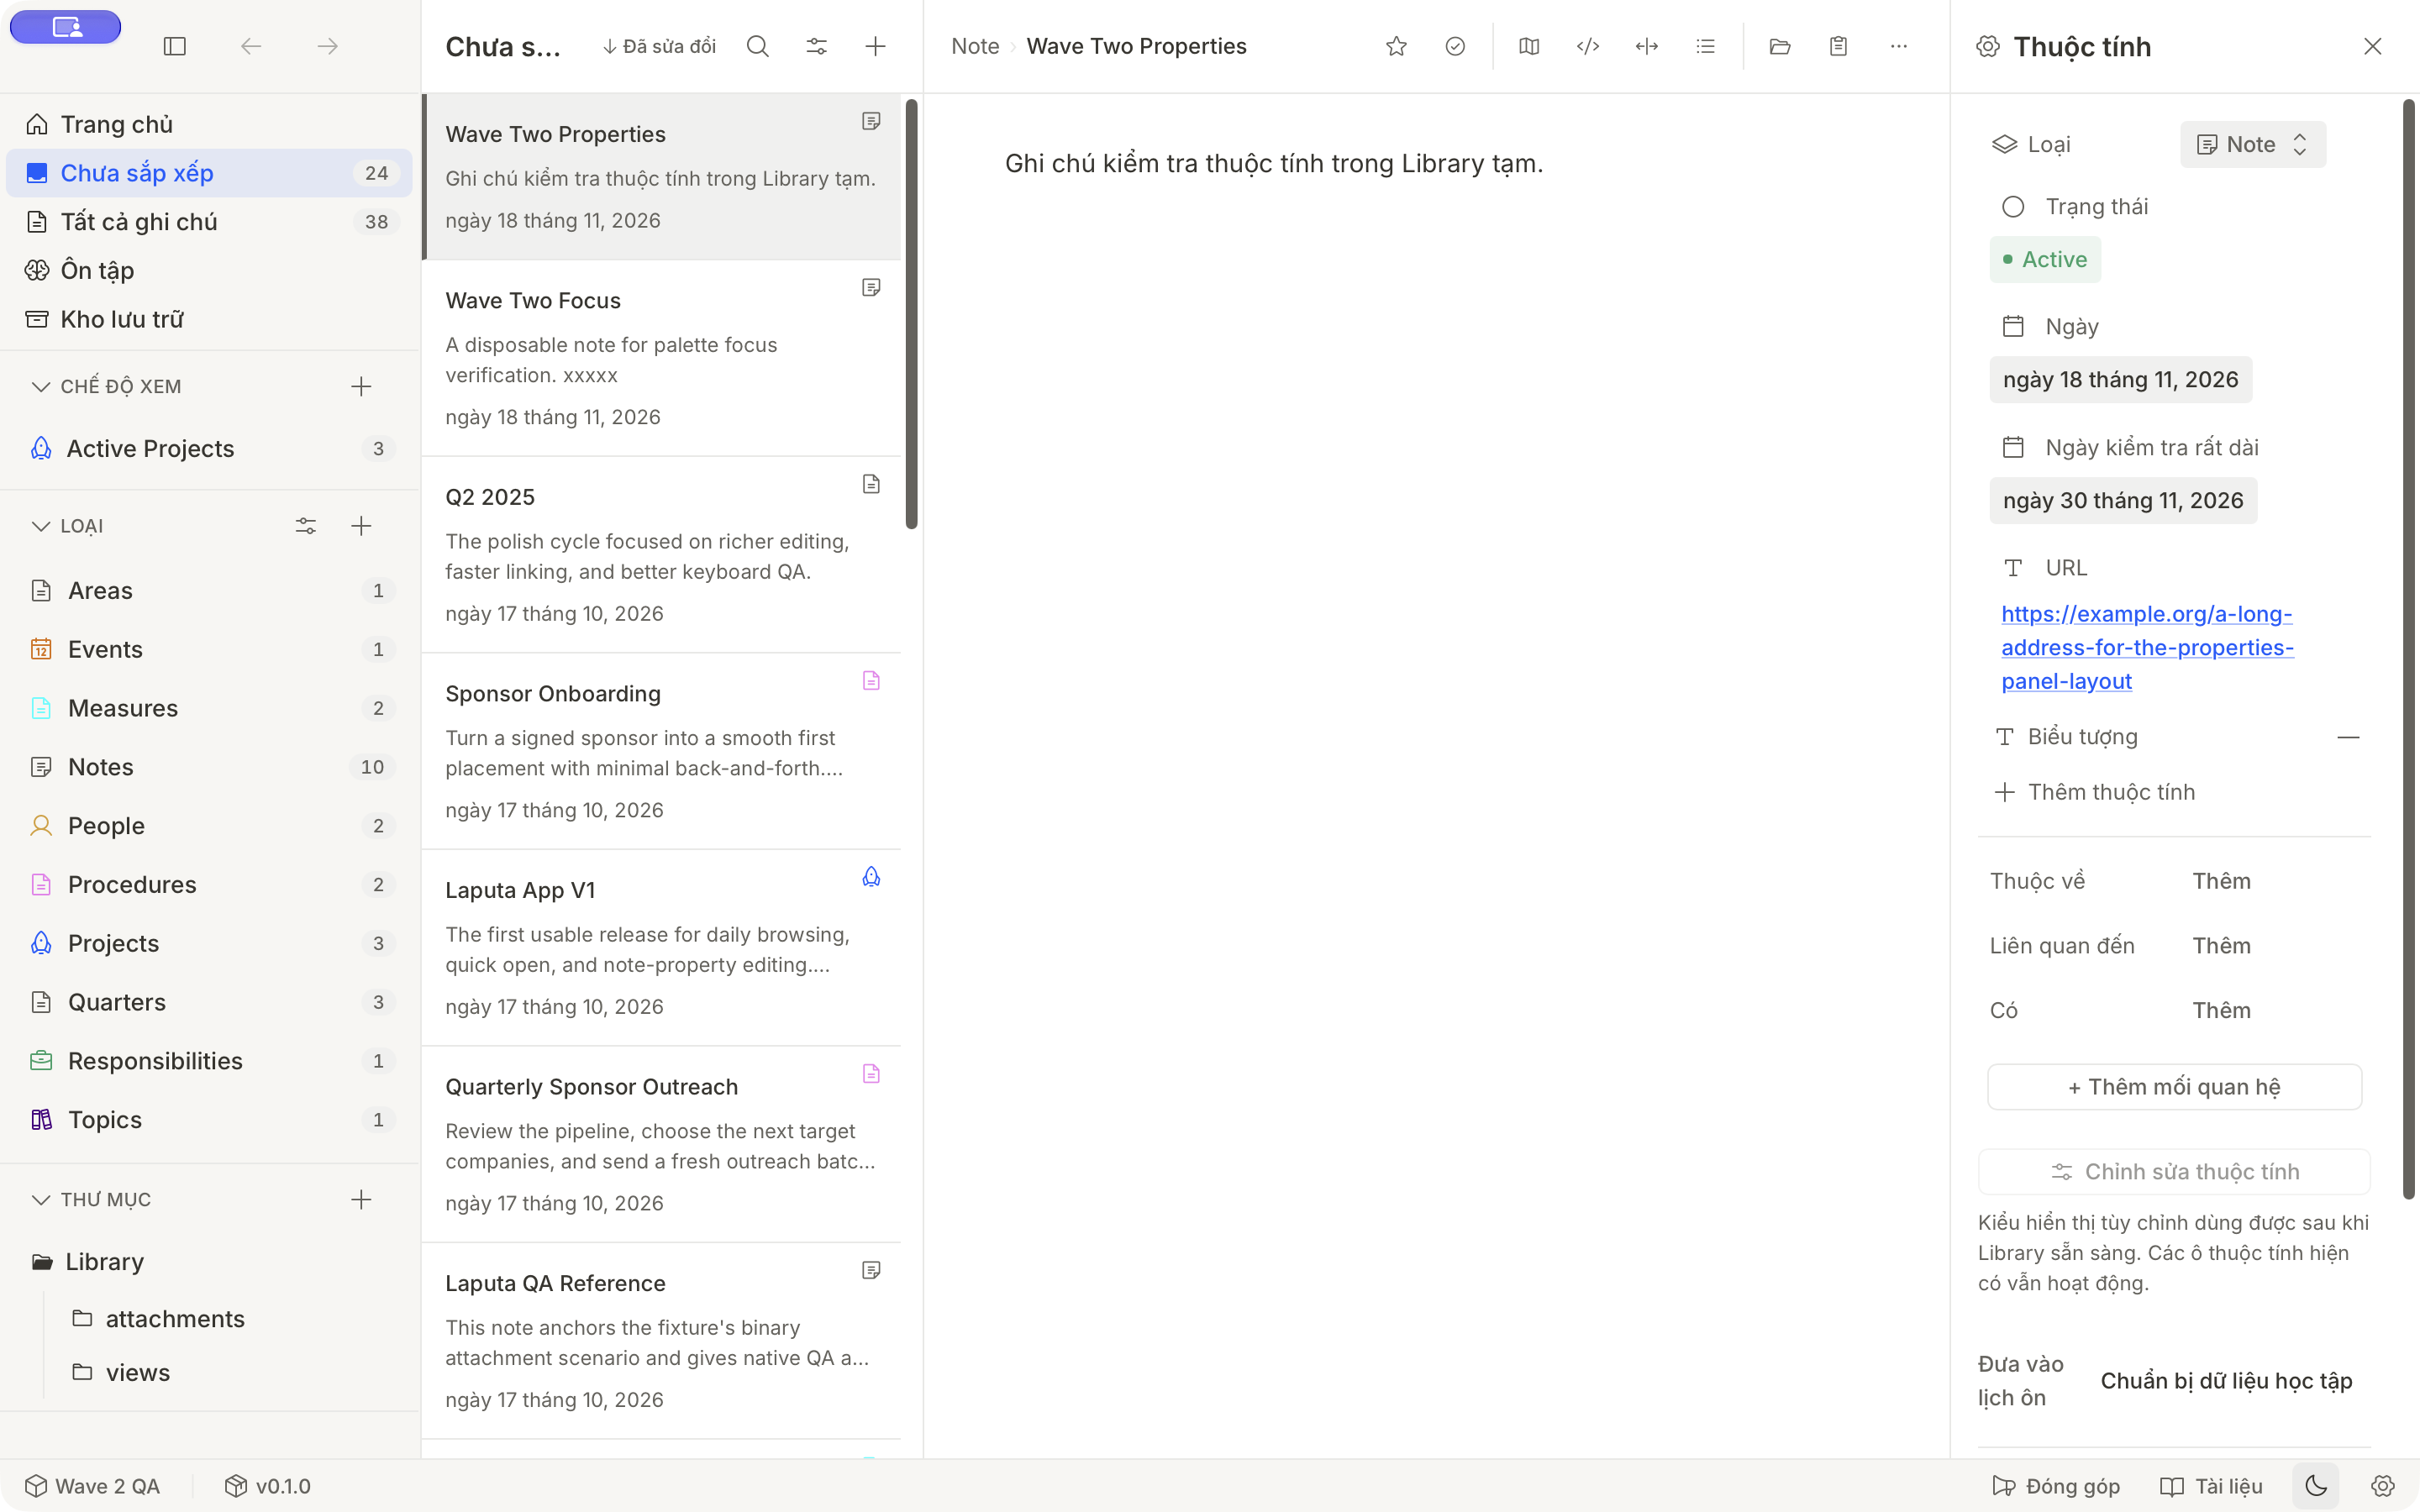 Trang chủ
Chưa sắp xếp 24
Tất cả ghi chú 38
Ôn tập
Kho lưu trữ
CHẾ ĐỘ XEM
Active Projects 3
LOẠI
Areas 1
Events 1
Measures 2
Notes 10
People 2
Procedures 2
Projects 3
Quarters 3
Responsibilities 1
Topics 1
THƯ MỤC
Library
attachments
views
Chưa s... Đã sửa đổi
Wave Two Properties
Ghi chú kiểm tra thuộc tính trong Library tạm.
ngày 18 tháng 11, 2026
Wave Two Focus
A disposable note for palette focus
verification. xxxxx
ngày 18 tháng 11, 2026
Q2 2025
The polish cycle focused on richer editing,
faster linking, and better keyboard QA.
ngày 17 tháng 10, 2026
Sponsor Onboarding
Turn a signed sponsor into a smooth first
placement with minimal back-and-forth....
ngày 17 tháng 10, 2026
Laputa App V1
The first usable release for daily browsing,
quick open, and note-property editing....
ngày 17 tháng 10, 2026
Quarterly Sponsor Outreach
Review the pipeline, choose the next target
companies, and send a fresh outreach batc...
ngày 17 tháng 10, 2026
Laputa QA Reference
This note anchors the fixture's binary
attachment scenario and gives native QA a...
ngày 17 tháng 10, 2026
Note › Wave Two Properties
Ghi chú kiểm tra thuộc tính trong Library tạm.
Thuộc tính
Loại Note
Trạng thái
Active
Ngày
ngày 18 tháng 11, 2026
Ngày kiểm tra rất dài
ngày 30 tháng 11, 2026
URL
https://example.org/a-long-
address-for-the-properties-
panel-layout
Biểu tượng —
Thêm thuộc tính
Thuộc về Thêm
Liên quan đến Thêm
Có Thêm
+ Thêm mối quan hệ
Chỉnh sửa thuộc tính
Kiểu hiển thị tùy chỉnh dùng được sau khi
Library sẵn sàng. Các ô thuộc tính hiện
có vẫn hoạt động.
Đưa vào
lịch ôn
Chuẩn bị dữ liệu học tập
Wave 2 QA
v0.1.0
Đóng góp
Tài liệu